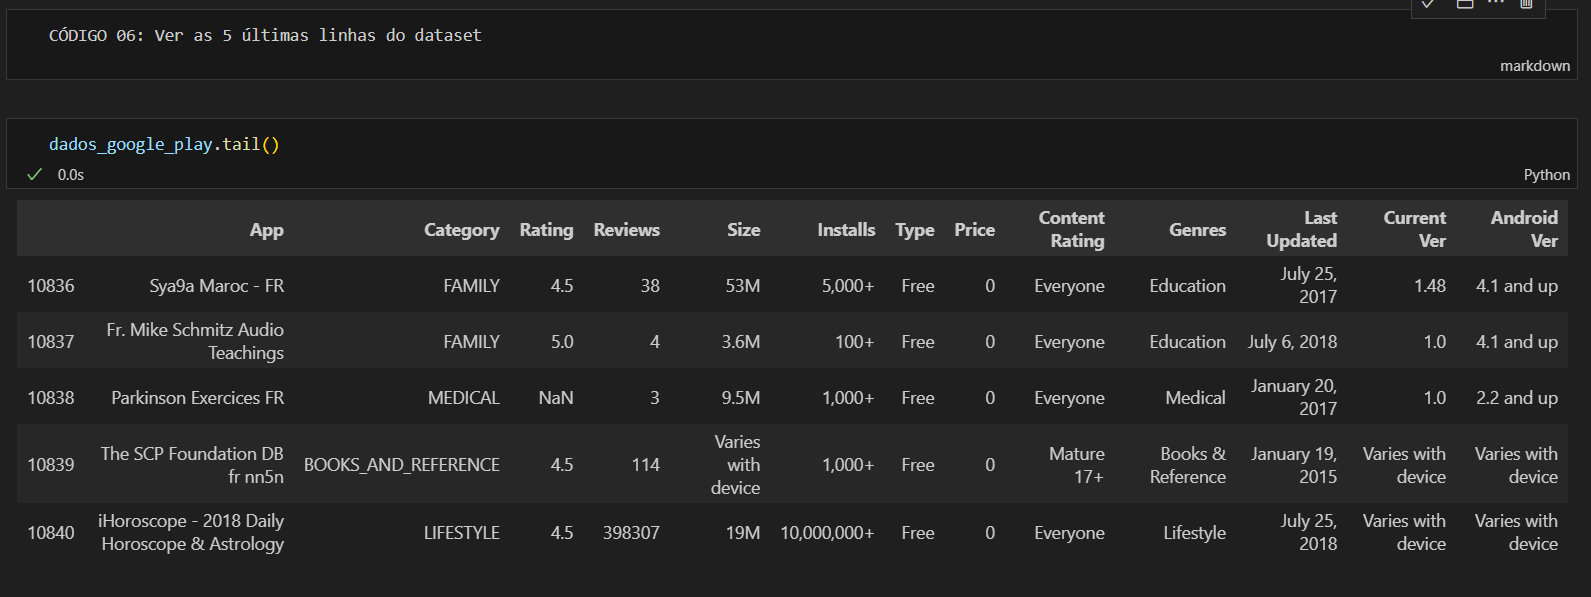 CÓDIGO 06: Ver as 5 últimas linhas do dataset
markdown
dados_google_play.tail()
0.0s
Python
App Category Rating Reviews Size Installs Type Price Content Rating Genres Last Updated Current Ver Android Ver
10836 Sya9a Maroc - FR FAMILY 4.5 38 53M 5,000+ Free 0 Everyone Education July 25, 2017 1.48 4.1 and up
10837 Fr. Mike Schmitz Audio Teachings FAMILY 5.0 4 3.6M 100+ Free 0 Everyone Education July 6, 2018 1.0 4.1 and up
10838 Parkinson Exercices FR MEDICAL NaN 3 9.5M 1,000+ Free 0 Everyone Medical January 20, 2017 1.0 2.2 and up
10839 The SCP Foundation DB fr nn5n BOOKS_AND_REFERENCE 4.5 114 Varies with device 1,000+ Free 0 Mature 17+ Books & Reference January 19, 2015 Varies with device Varies with device
10840 iHoroscope - 2018 Daily Horoscope & Astrology LIFESTYLE 4.5 398307 19M 10,000,000+ Free 0 Everyone Lifestyle July 25, 2018 Varies with device Varies with device